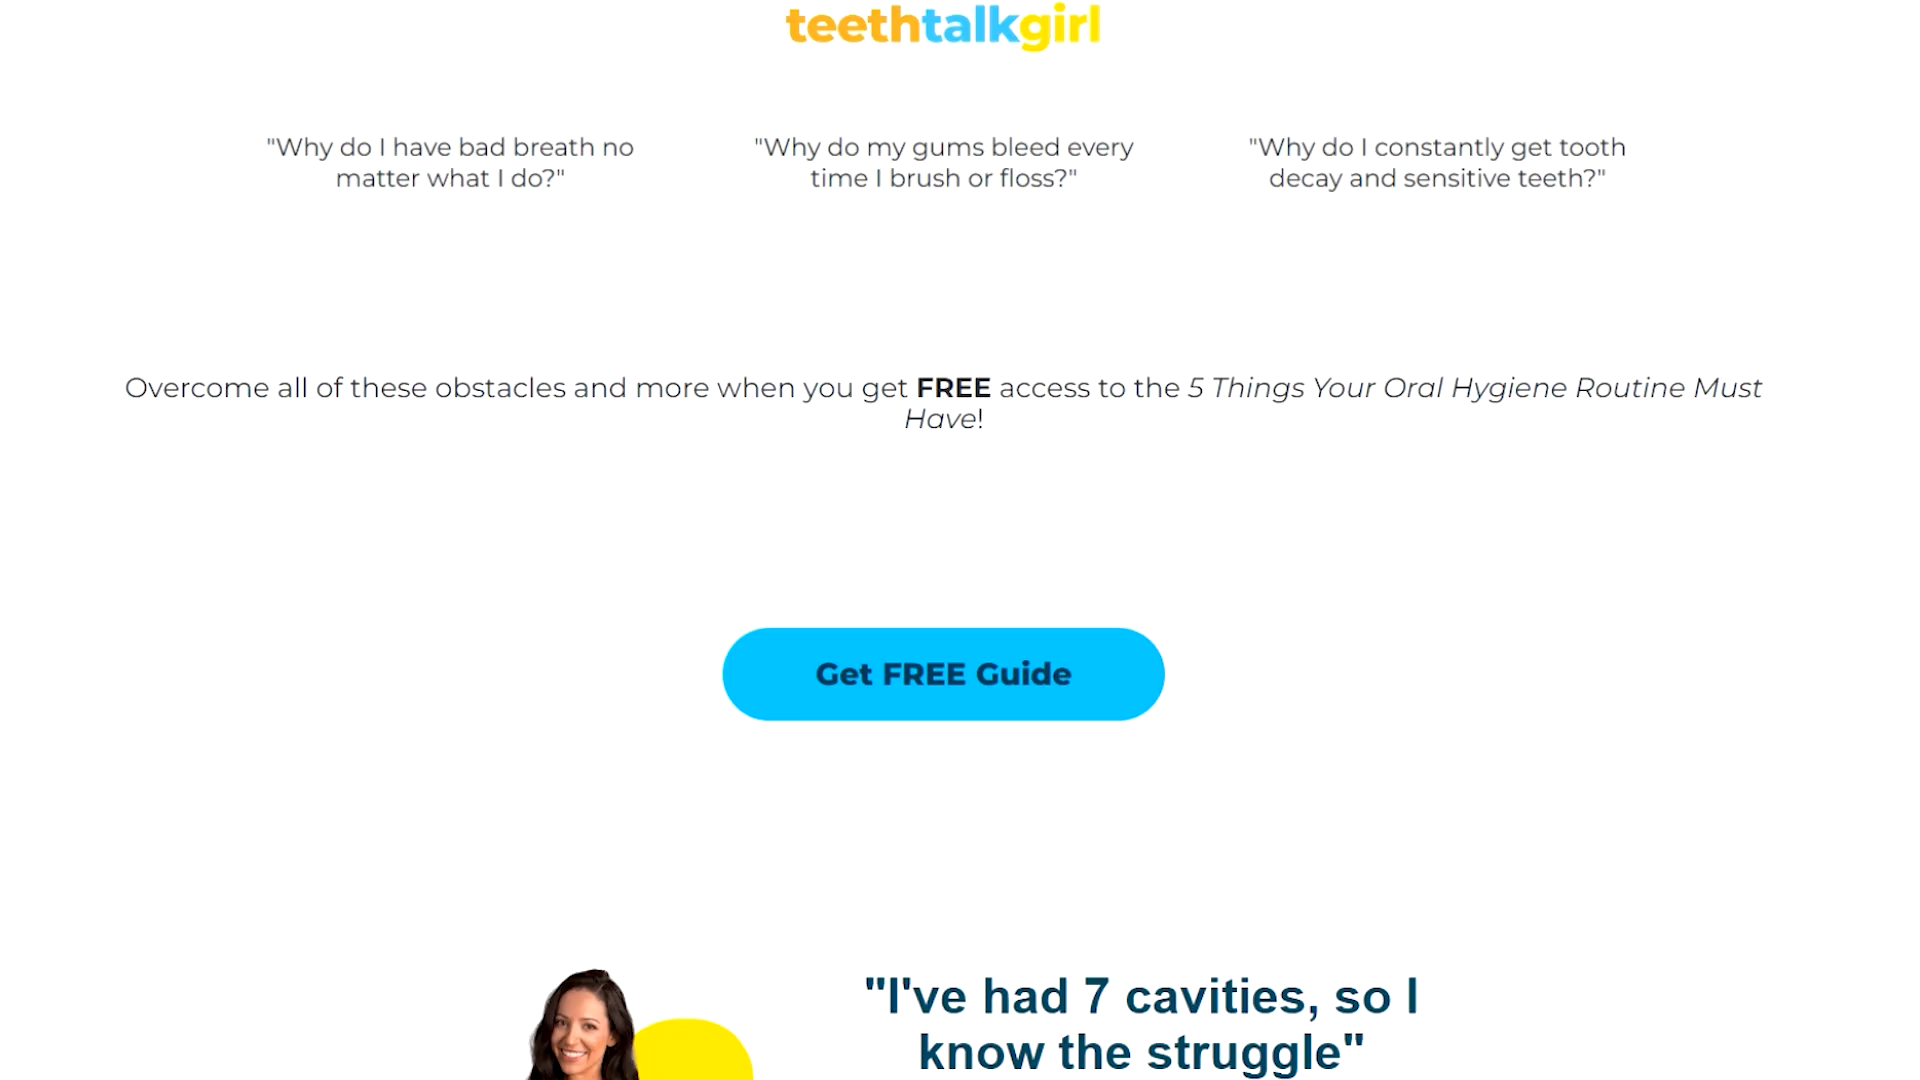 teethtalkgirl
"Why do I have bad breath no
matter what I do?"
"Why do my gums bleed every
time I brush or floss?"
"Why do I constantly get tooth
decay and sensitive teeth?"
Overcome all of these obstacles and more when you get FREE access to the 5 Things Your Oral Hygiene Routine Must
Have!
Get FREE Guide
"I've had 7 cavities, so I
know the struggle"